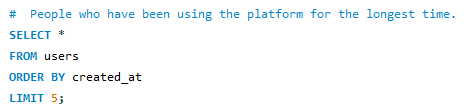 #  People who have been using the platform for the longest time.
SELECT *
FROM users
ORDER BY created_at
LIMIT 5;